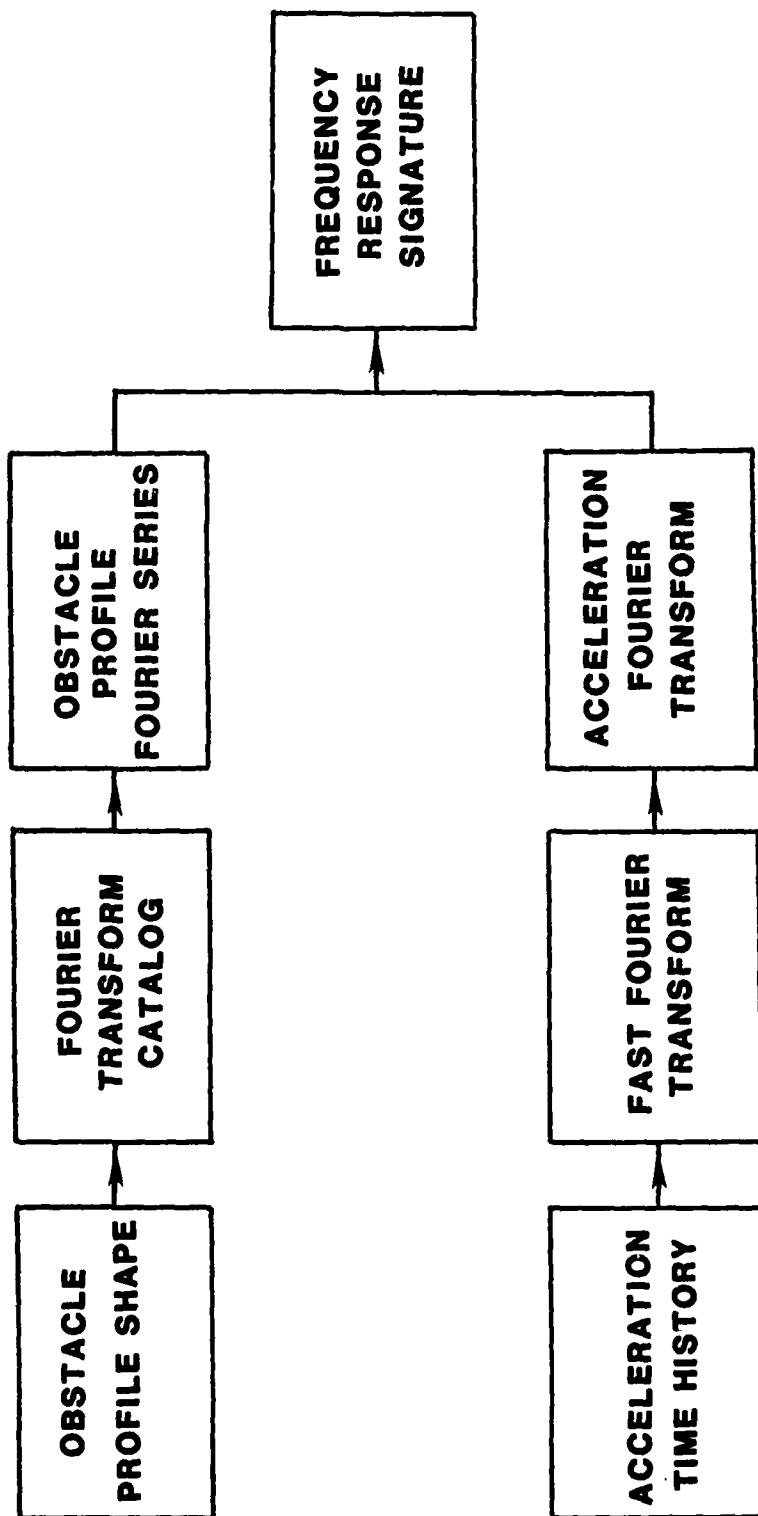 OBSTACLE
PROFILE SHAPE
FOURIER
TRANSFORM
CATALOG
OBSTACLE
PROFILE
FOURIER SERIES
ACCELERATION
TIME HISTORY
FAST FOURIER
TRANSFORM
ACCELERATION
FOURIER
TRANSFORM
FREQUENCY
RESPONSE
SIGNATURE